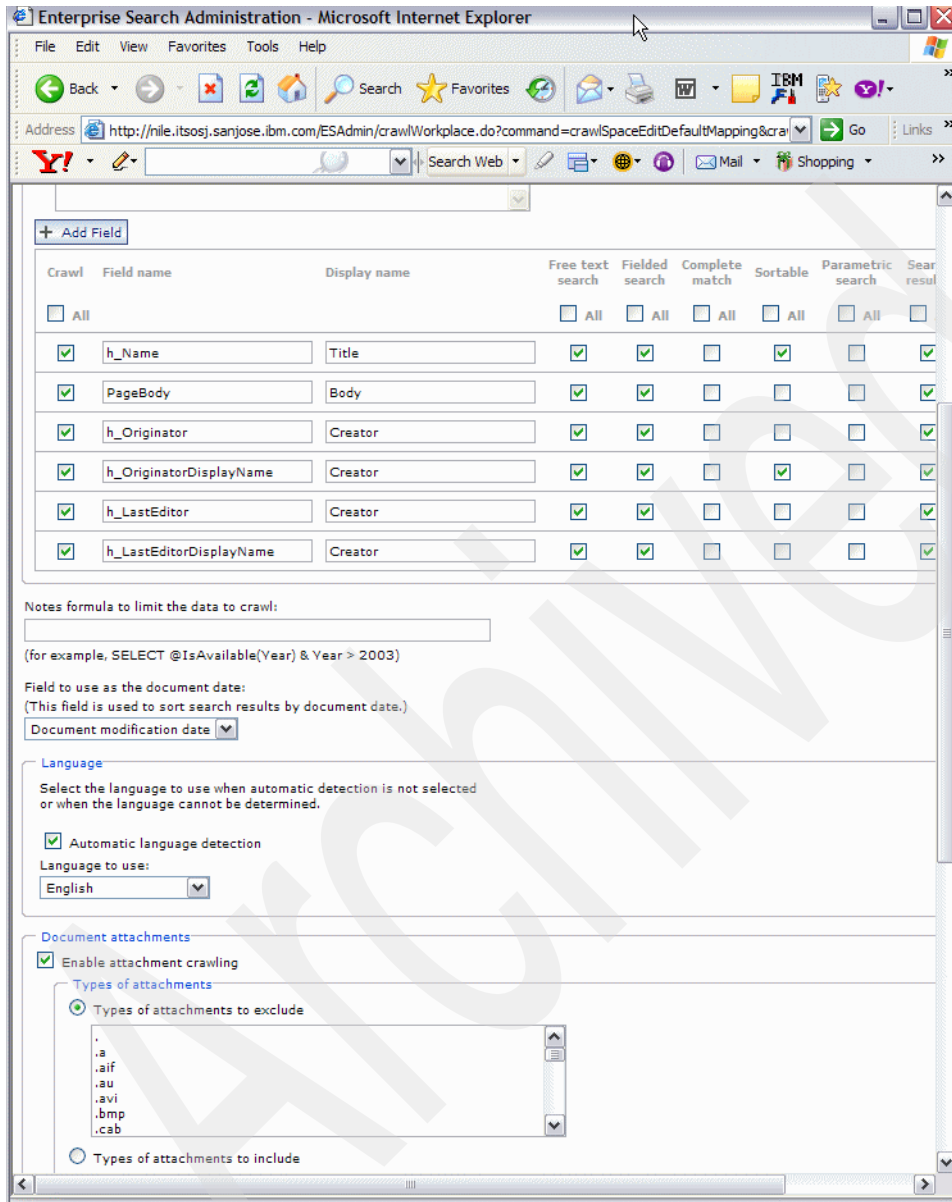 Enterprise Search Administration - Microsoft Internet Explorer
File Edit View Favorites Tools Help
Back Search Favorites IBM
Address http://nile.itsosj.sanjose.ibm.com/ESAdmin/crawlWorkplace.do?command=crawlSpaceEditDefaultMapping&cra Go Links »
Y! Search Web Mail Shopping »
+ Add Field
Crawl Field name Display name Free text search Fielded search Complete match Sortable Parametric search Sear resul
All All All All All All
h_Name Title
PageBody Body
h_Originator Creator
h_OriginatorDisplayName Creator
h_LastEditor Creator
h_LastEditorDisplayName Creator
Notes formula to limit the data to crawl:
(for example, SELECT @IsAvailable(Year) & Year > 2003)
Field to use as the document date:
(This field is used to sort search results by document date.)
Document modification date
Language
Select the language to use when automatic detection is not selected
or when the language cannot be determined.
Automatic language detection
Language to use:
English
Document attachments
Enable attachment crawling
Types of attachments
Types of attachments to exclude
.
.a
.aif
.au
.avi
.bmp
.cab
Types of attachments to include
Archived